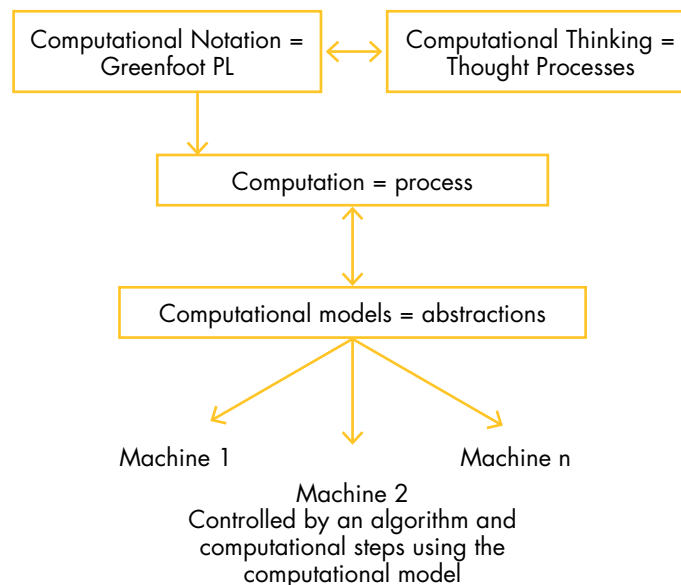 Computational Notation =
Greenfoot PL
Computational Thinking =
Thought Processes
Computation = process
Computational models = abstractions
Machine 1
Machine n
Machine 2
Controlled by an algorithm and
computational steps using the
computational model